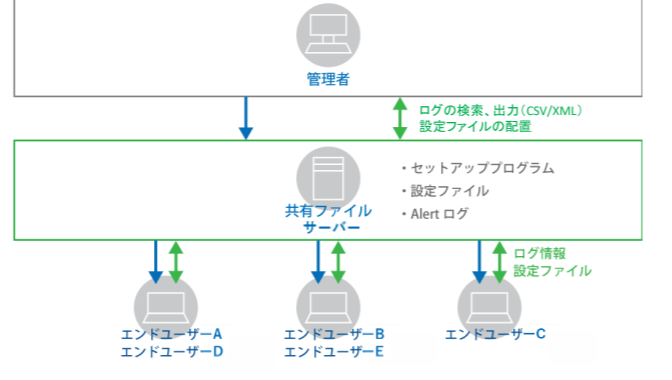 管理者
ログの検索、出力（CSV/XML）
設定ファイルの配置
・セットアッププログラム
・設定ファイル
・Alert ログ
共有ファイル
サーバー
ログ情報
設定ファイル
エンドユーザーA
エンドユーザーD
エンドユーザーB
エンドユーザーE
エンドユーザーC